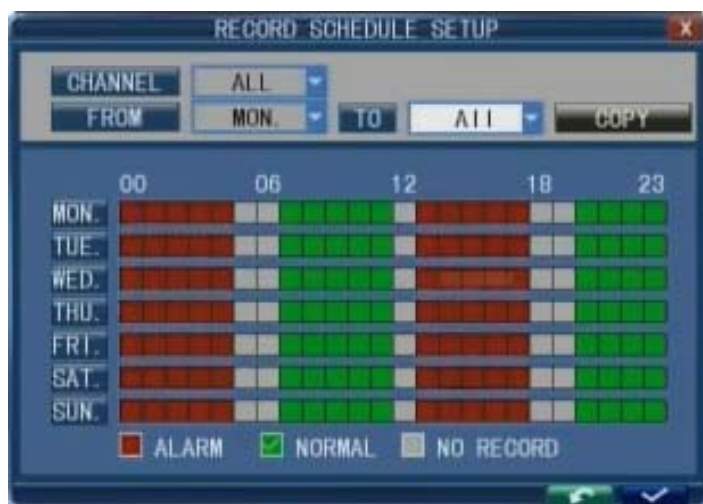 RECORD SCHEDULE SETUP X
CHANNEL ALL
FROM MON. TO All COPY
00 06 12 18 23
MON.
TUE.
WED.
THU.
FRI.
SAT.
SUN.
ALARM NORMAL NO RECORD